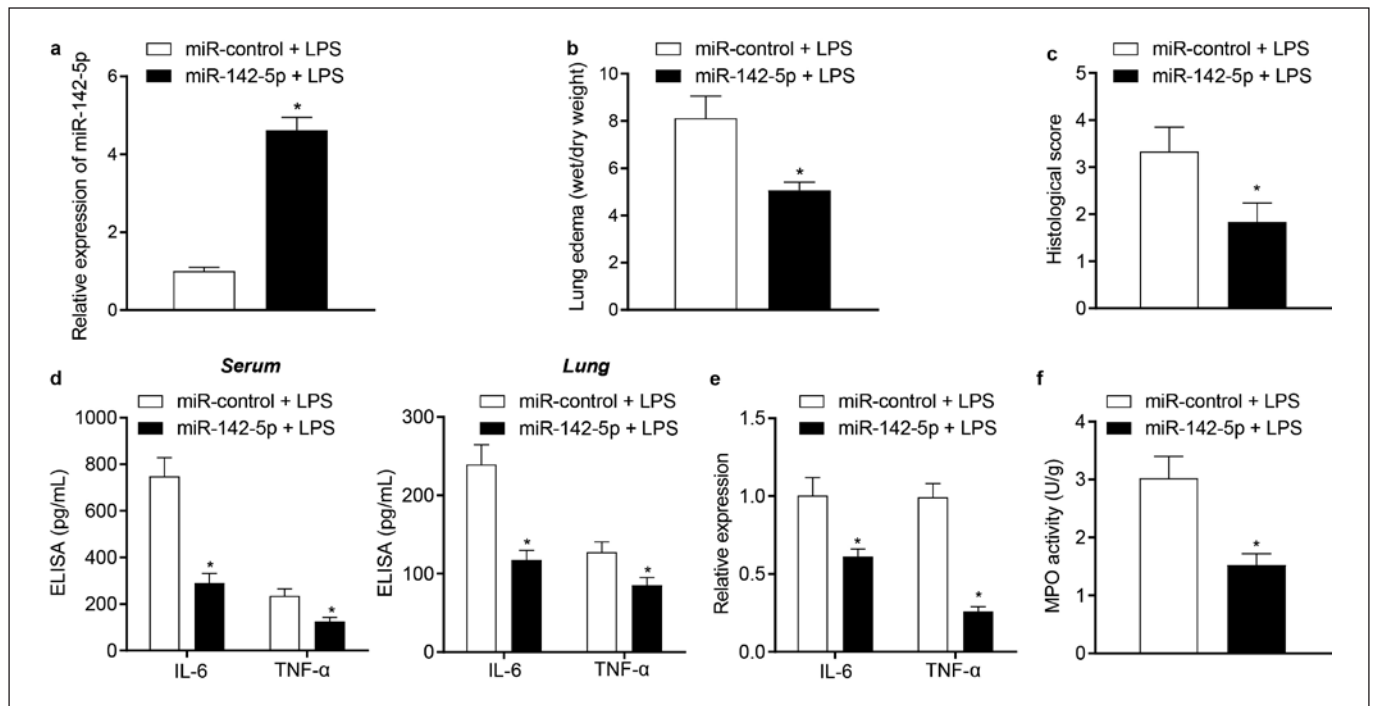 a
miR-control + LPS
miR-142-5p + LPS
Relative expression of miR-142-5p
6
4
2
0
*
b
miR-control + LPS
miR-142-5p + LPS
Lung edema (wet/dry weight)
10
8
6
4
2
0
*
c
miR-control + LPS
miR-142-5p + LPS
Histological score
5
4
3
2
1
0
*
d
Serum
miR-control + LPS
miR-142-5p + LPS
ELISA (pg/mL)
1000
800
600
400
200
0
*
*
IL-6 TNF-α
Lung
miR-control + LPS
miR-142-5p + LPS
ELISA (pg/mL)
300
200
100
0
*
*
IL-6 TNF-α
e
miR-control + LPS
miR-142-5p + LPS
Relative expression
1.5
1.0
0.5
0.0
*
*
IL-6 TNF-α
f
miR-control + LPS
miR-142-5p + LPS
MPO activity (U/g)
4
3
2
1
0
*